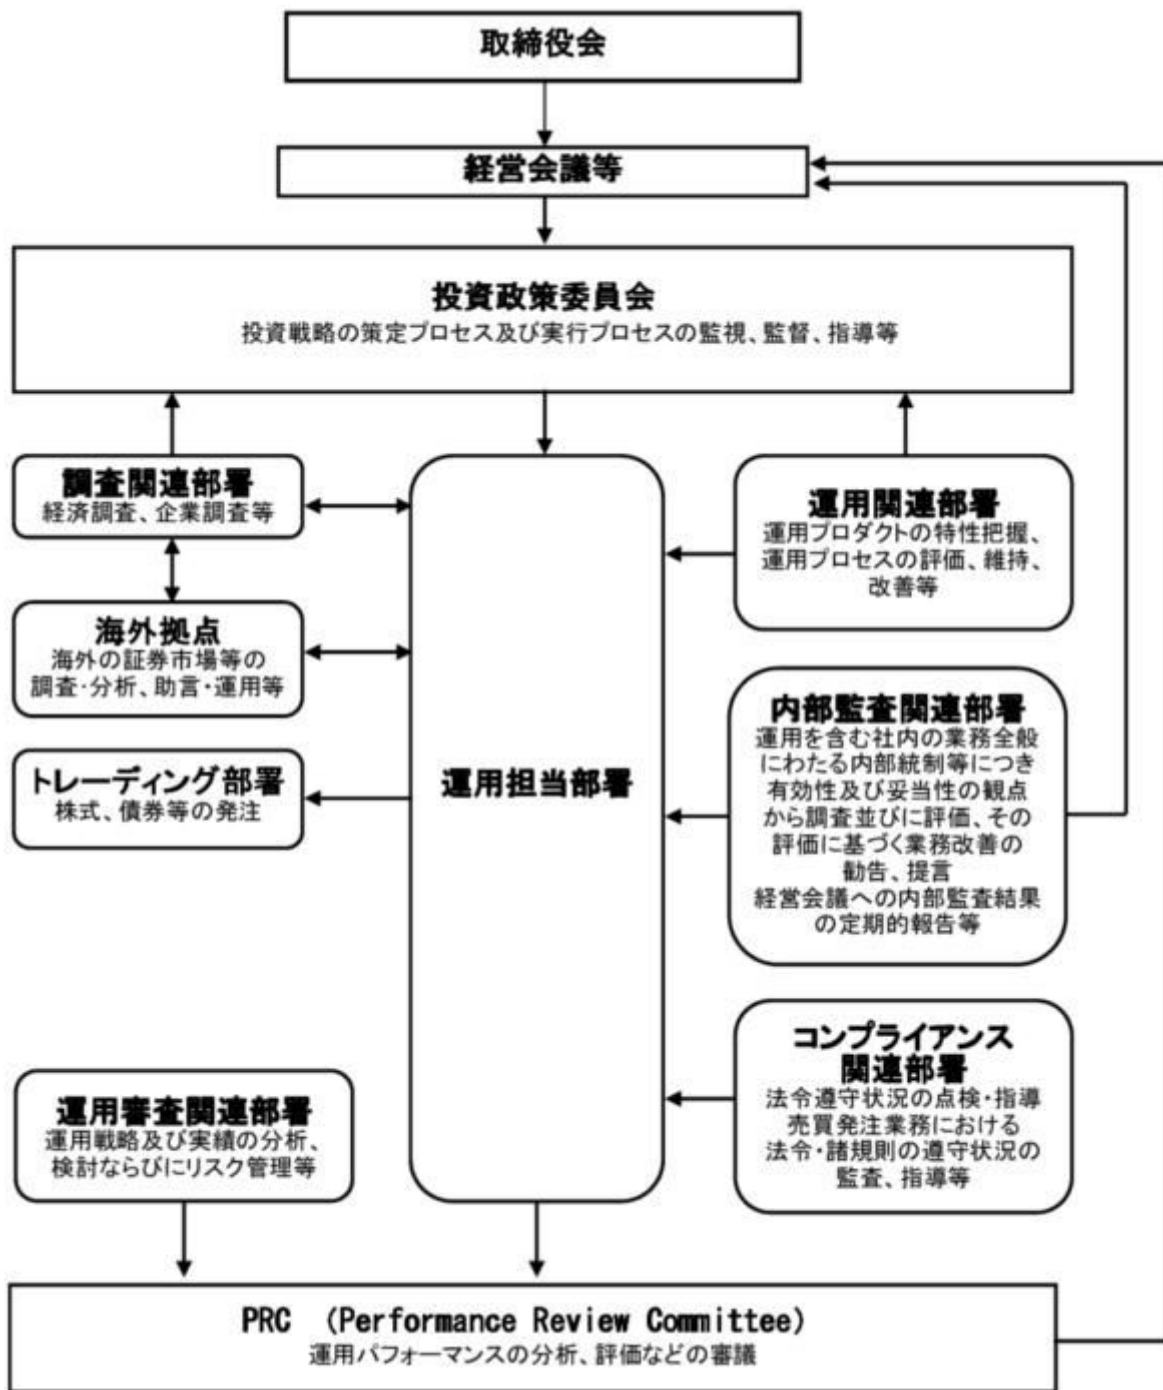 取締役会
経営会議等
投資政策委員会
投資戦略の策定プロセス及び実行プロセスの監視、監督、指導等
調査関連部署
経済調査、企業調査等
海外拠点
海外の証券市場等の
調査・分析、助言・運用等
トレーディング部署
株式、債券等の発注
運用担当部署
運用関連部署
運用プロダクトの特性把握、
運用プロセスの評価、維持、
改善等
内部監査関連部署
運用を含む社内の業務全般
にわたる内部統制等につき
有効性及び妥当性の観点
から調査並びに評価、その
評価に基づく業務改善の
勧告、提言
経営会議への内部監査結果
の定期的報告等
コンプライアンス
関連部署
法令遵守状況の点検・指導
売買発注業務における
法令・諸規則の遵守状況の
監査、指導等
運用審査関連部署
運用戦略及び実績の分析、
検討ならびにリスク管理等
PRC （Performance Review Committee）
運用パフォーマンスの分析、評価などの審議